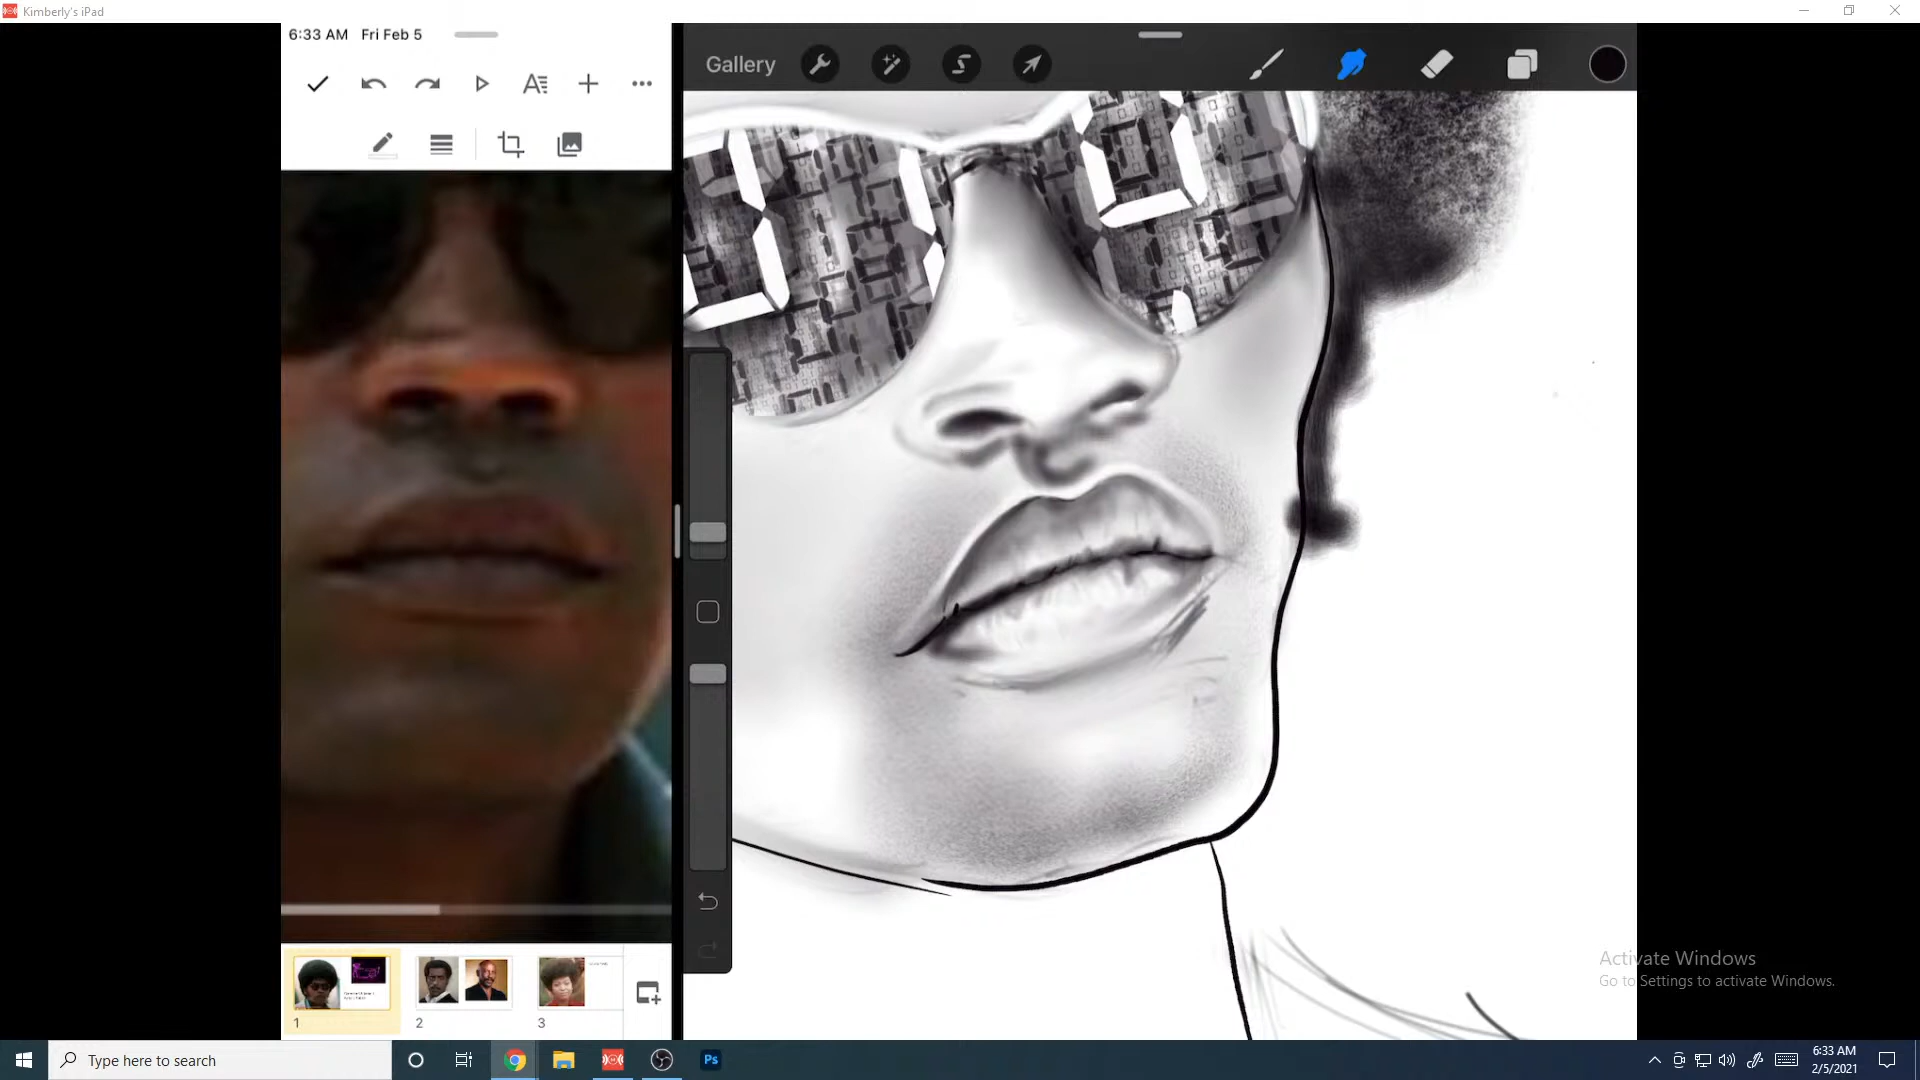 Kimberly's iPad
6:33 AM Fri Feb 5
Gallery
1
2
3
Activate Windows
Go to Settings to activate Windows.
Type here to search
Ps
6:33 AM
2/5/2021